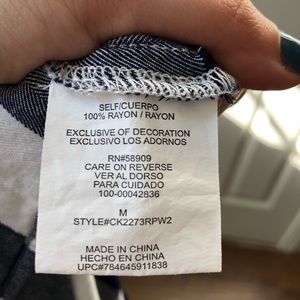 SELF/CUERPO
100% RAYON / RAYON
EXCLUSIVE OF DECORATION
EXCLUSIVO LOS ADORNOS
RN#58909
CARE ON REVERSE
VER AL DORSO
PARA CUIDADO
100-00042836
M
STYLE#CK2273RPW2
MADE IN CHINA
HECHO EN CHINA
UPC#784645911838